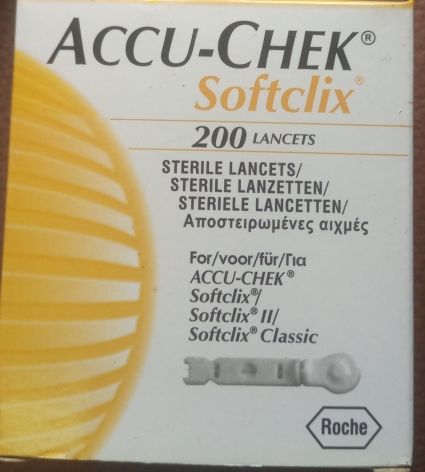 ACCU-CHEK®
Softclix®
200 LANCETS
STERILE LANCETS/
STERILE LANZETTEN/
STERIELE LANCETTEN/
Αποστειρωμένες αιχμές
For/voor/für/Για
ACCU-CHEK®
Softclix®/
Softclix® II/
Softclix® Classic
Roche